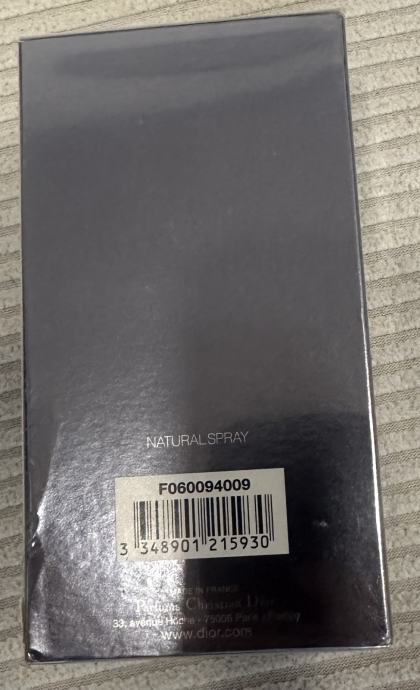 NATURAL SPRAY
F060094009
3 348901 215930
MADE IN FRANCE
Parfums Christian Dior
33, avenue Hoche - 75008 Paris
www.dior.com